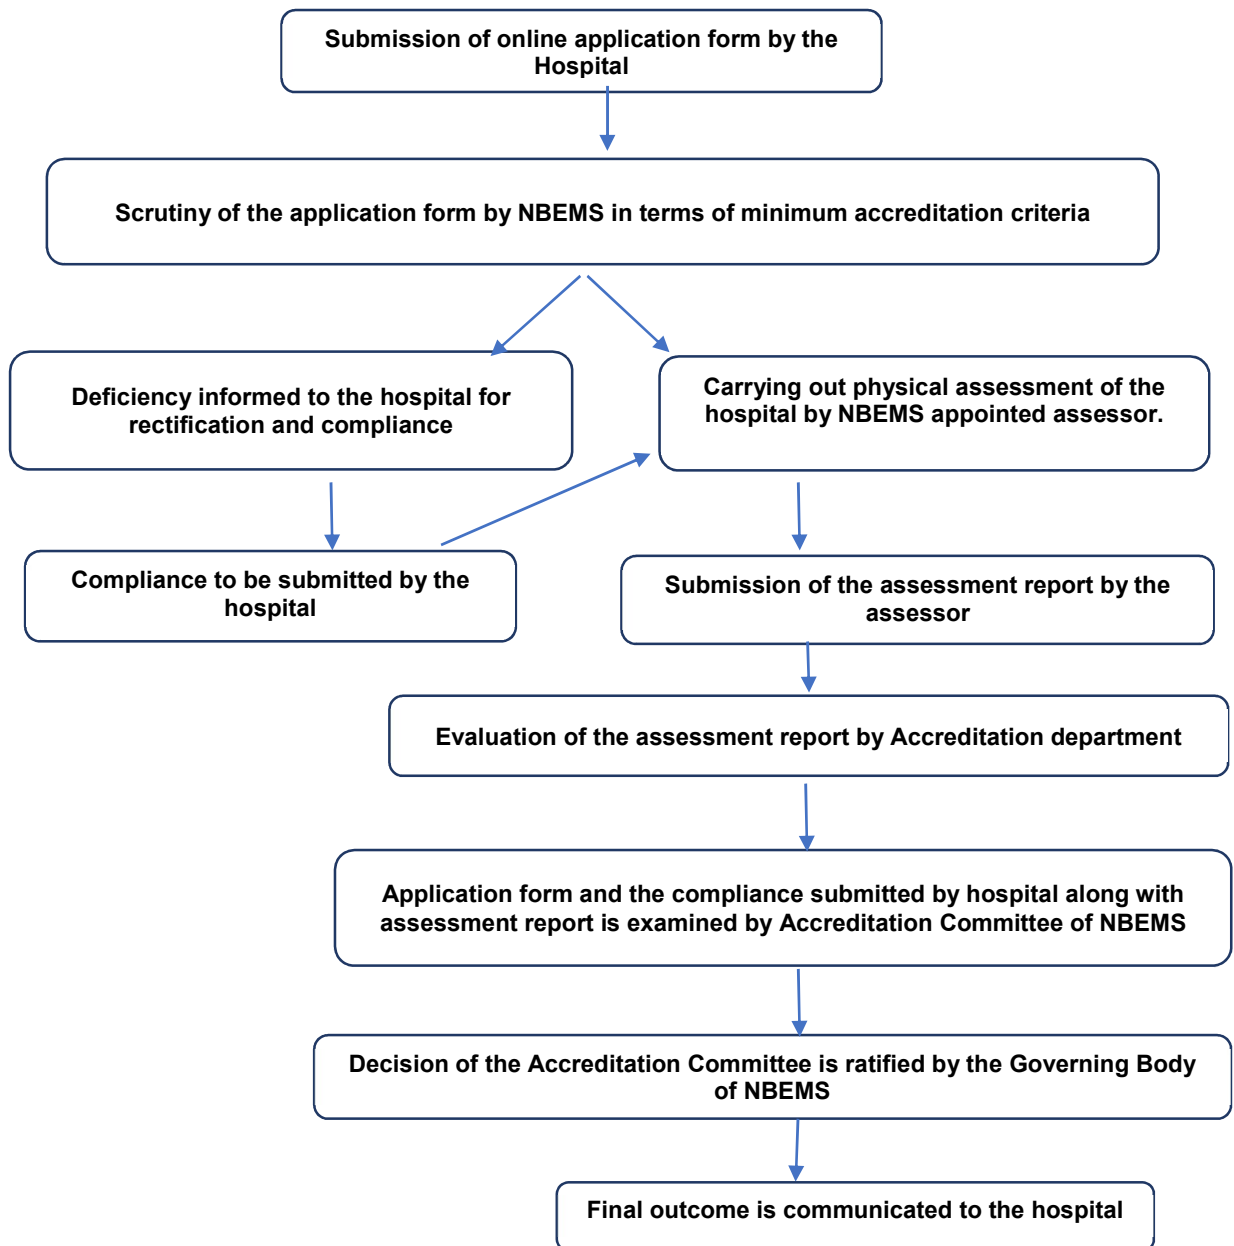 Submission of online application form by the
Hospital
Scrutiny of the application form by NBEMS in terms of minimum accreditation criteria
Deficiency informed to the hospital for
rectification and compliance
Carrying out physical assessment of the
hospital by NBEMS appointed assessor.
Compliance to be submitted by the
hospital
Submission of the assessment report by the
assessor
Evaluation of the assessment report by Accreditation department
Application form and the compliance submitted by hospital along with
assessment report is examined by Accreditation Committee of NBEMS
Decision of the Accreditation Committee is ratified by the Governing Body
of NBEMS
Final outcome is communicated to the hospital